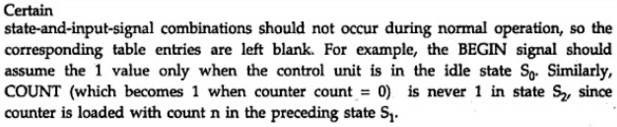 Certain
state-and-input-signal combinations should not occur during normal operation, so the
corresponding table entries are left blank. For example, the BEGIN signal should
assume the 1 value only when the control unit is in the idle state S₀. Similarly,
COUNT (which becomes 1 when counter count = 0) is never 1 in state S₂, since
counter is loaded with count n in the preceding state S₁.